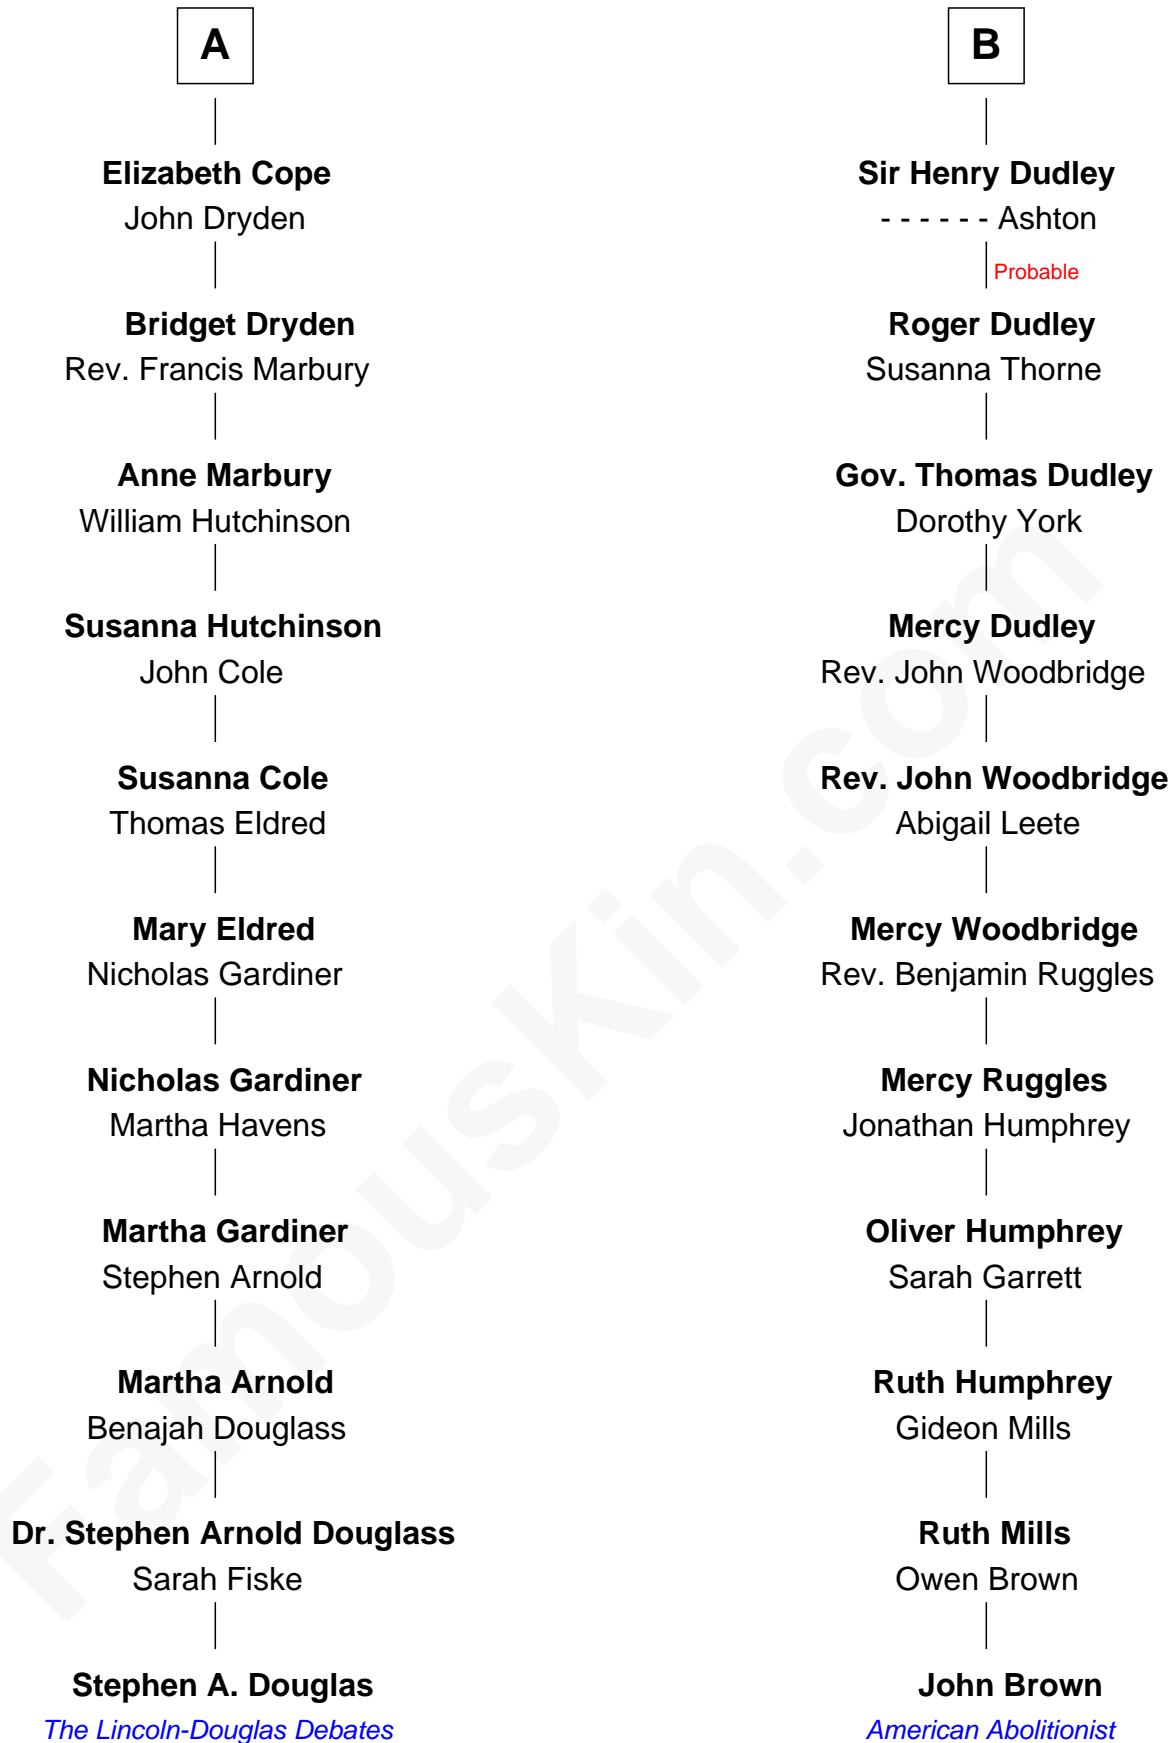 A
Elizabeth Cope
John Dryden
Bridget Dryden
Rev. Francis Marbury
Anne Marbury
William Hutchinson
Susanna Hutchinson
John Cole
Susanna Cole
Thomas Eldred
Mary Eldred
Nicholas Gardiner
Nicholas Gardiner
Martha Havens
Martha Gardiner
Stephen Arnold
Martha Arnold
Benajah Douglass
Dr. Stephen Arnold Douglass
Sarah Fiske
Stephen A. Douglas
The Lincoln-Douglas Debates
B
Sir Henry Dudley
- - - - - - Ashton
Probable
Roger Dudley
Susanna Thorne
Gov. Thomas Dudley
Dorothy York
Mercy Dudley
Rev. John Woodbridge
Rev. John Woodbridge
Abigail Leete
Mercy Woodbridge
Rev. Benjamin Ruggles
Mercy Ruggles
Jonathan Humphrey
Oliver Humphrey
Sarah Garrett
Ruth Humphrey
Gideon Mills
Ruth Mills
Owen Brown
John Brown
American Abolitionist
FamousKin.com